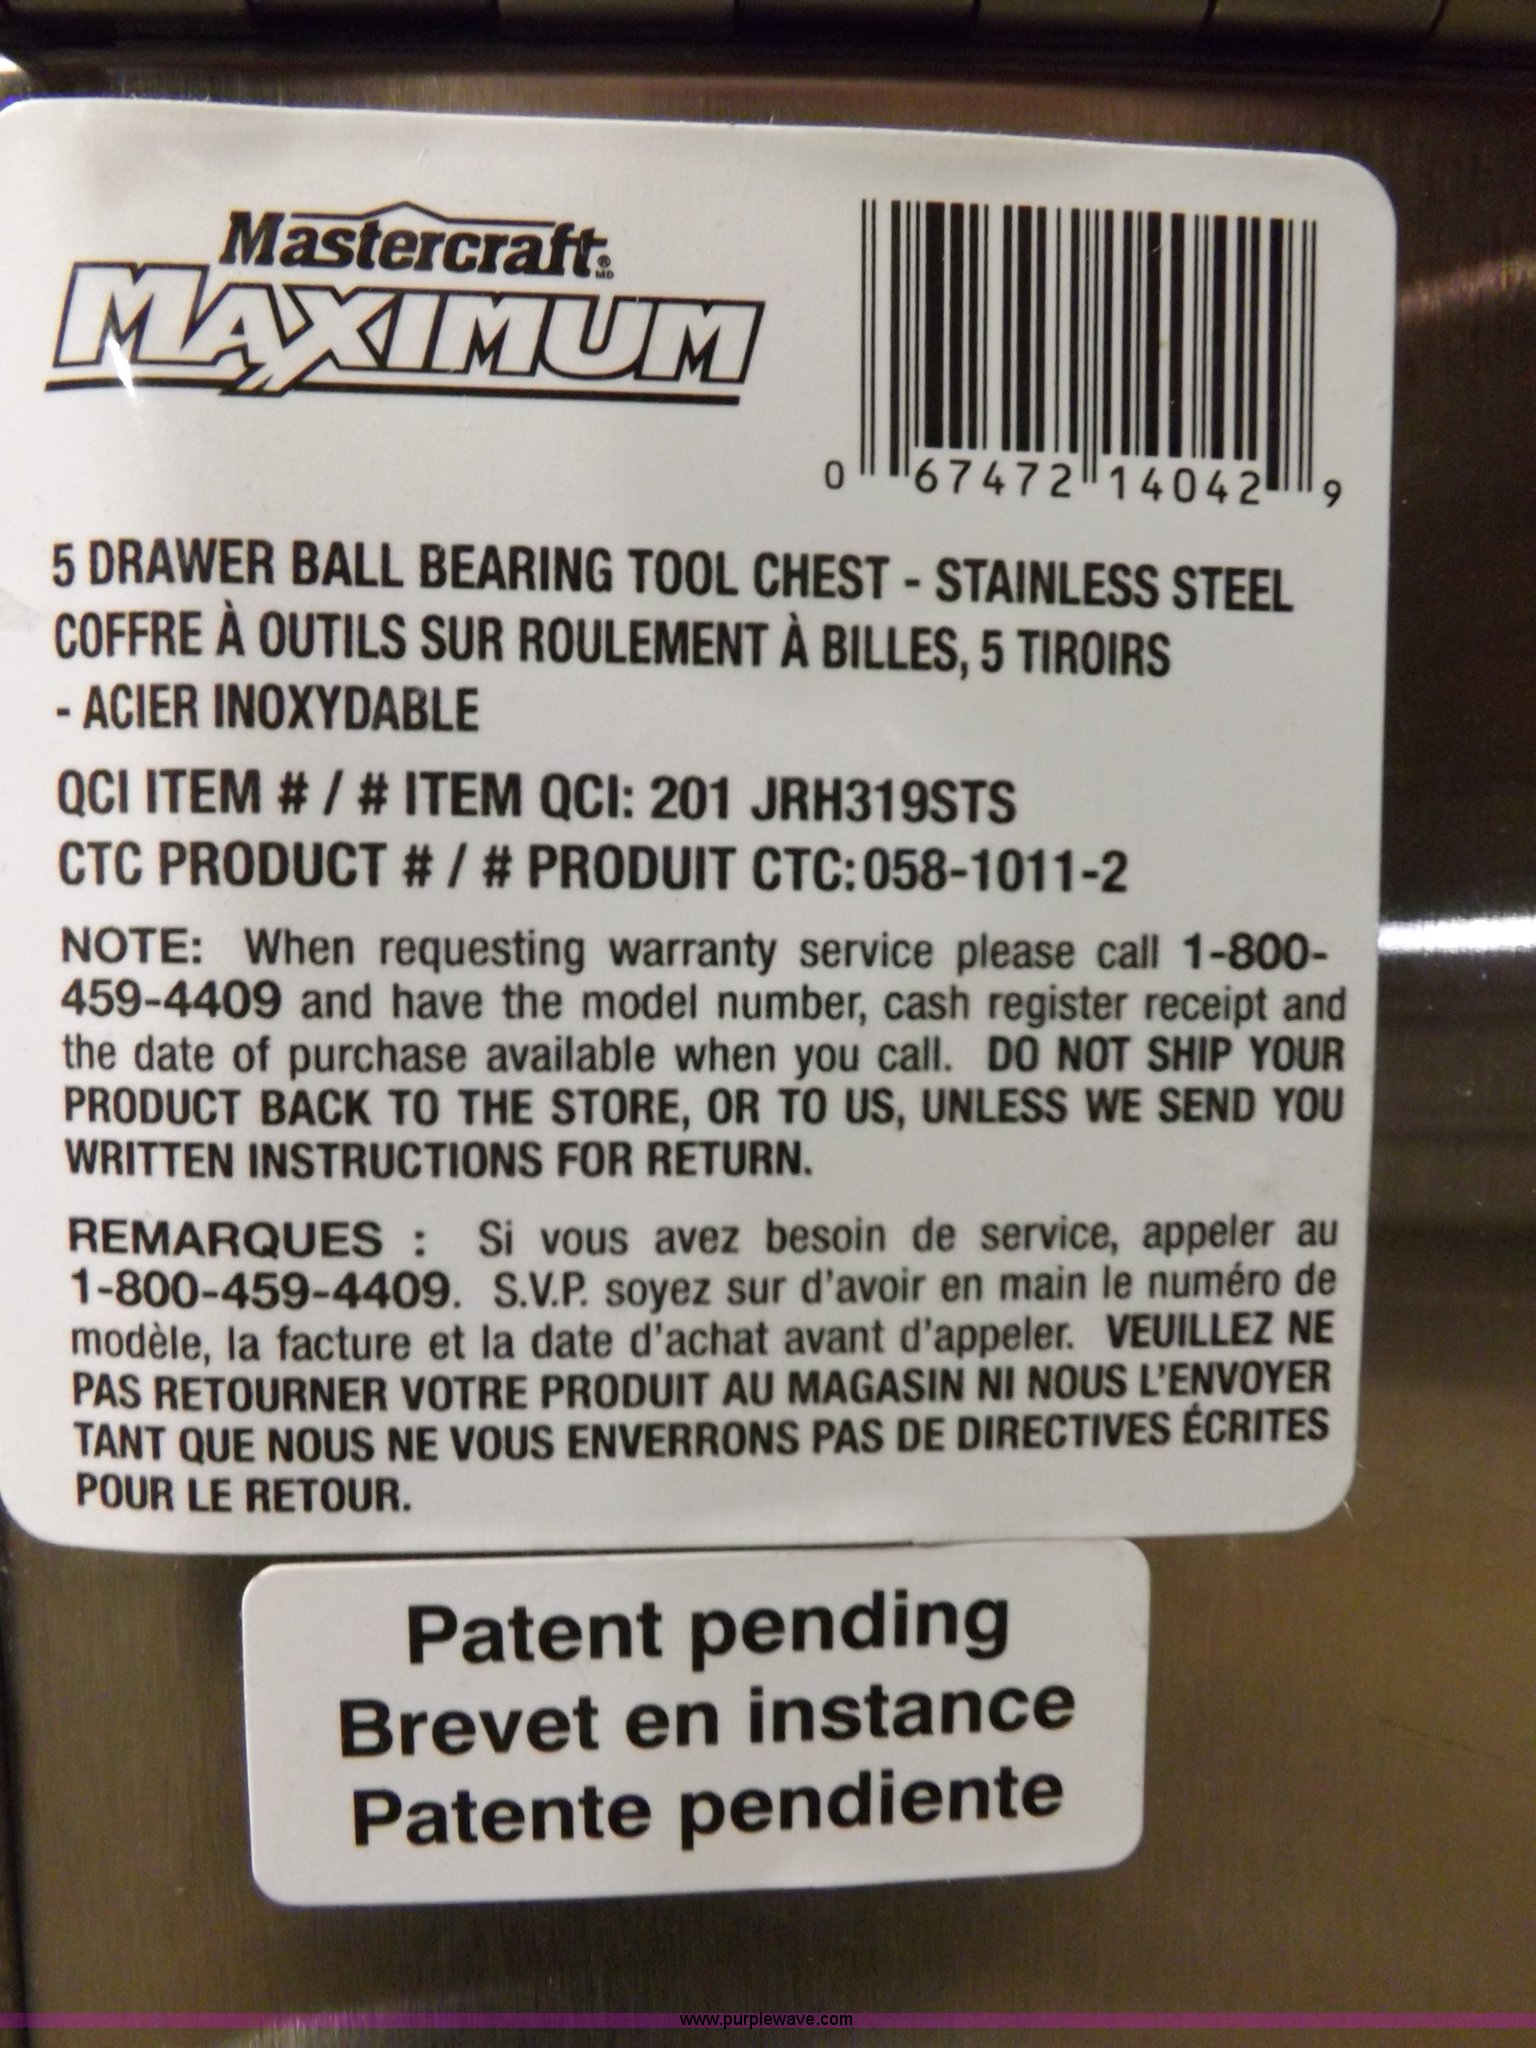 Mastercraft® MD
MAXIMUM
0 67472 14042 9
5 DRAWER BALL BEARING TOOL CHEST - STAINLESS STEEL
COFFRE À OUTILS SUR ROULEMENT À BILLES, 5 TIROIRS
- ACIER INOXYDABLE
QCI ITEM # / # ITEM QCI: 201 JRH319STS
CTC PRODUCT # / # PRODUIT CTC:058-1011-2
NOTE: When requesting warranty service please call 1-800-
459-4409 and have the model number, cash register receipt and
the date of purchase available when you call. DO NOT SHIP YOUR
PRODUCT BACK TO THE STORE, OR TO US, UNLESS WE SEND YOU
WRITTEN INSTRUCTIONS FOR RETURN.
REMARQUES : Si vous avez besoin de service, appeler au
1-800-459-4409. S.V.P. soyez sur d'avoir en main le numéro de
modèle, la facture et la date d'achat avant d'appeler. VEUILLEZ NE
PAS RETOURNER VOTRE PRODUIT AU MAGASIN NI NOUS L'ENVOYER
TANT QUE NOUS NE VOUS ENVERRONS PAS DE DIRECTIVES ÉCRITES
POUR LE RETOUR.
Patent pending
Brevet en instance
Patente pendiente
www.purplewave.com